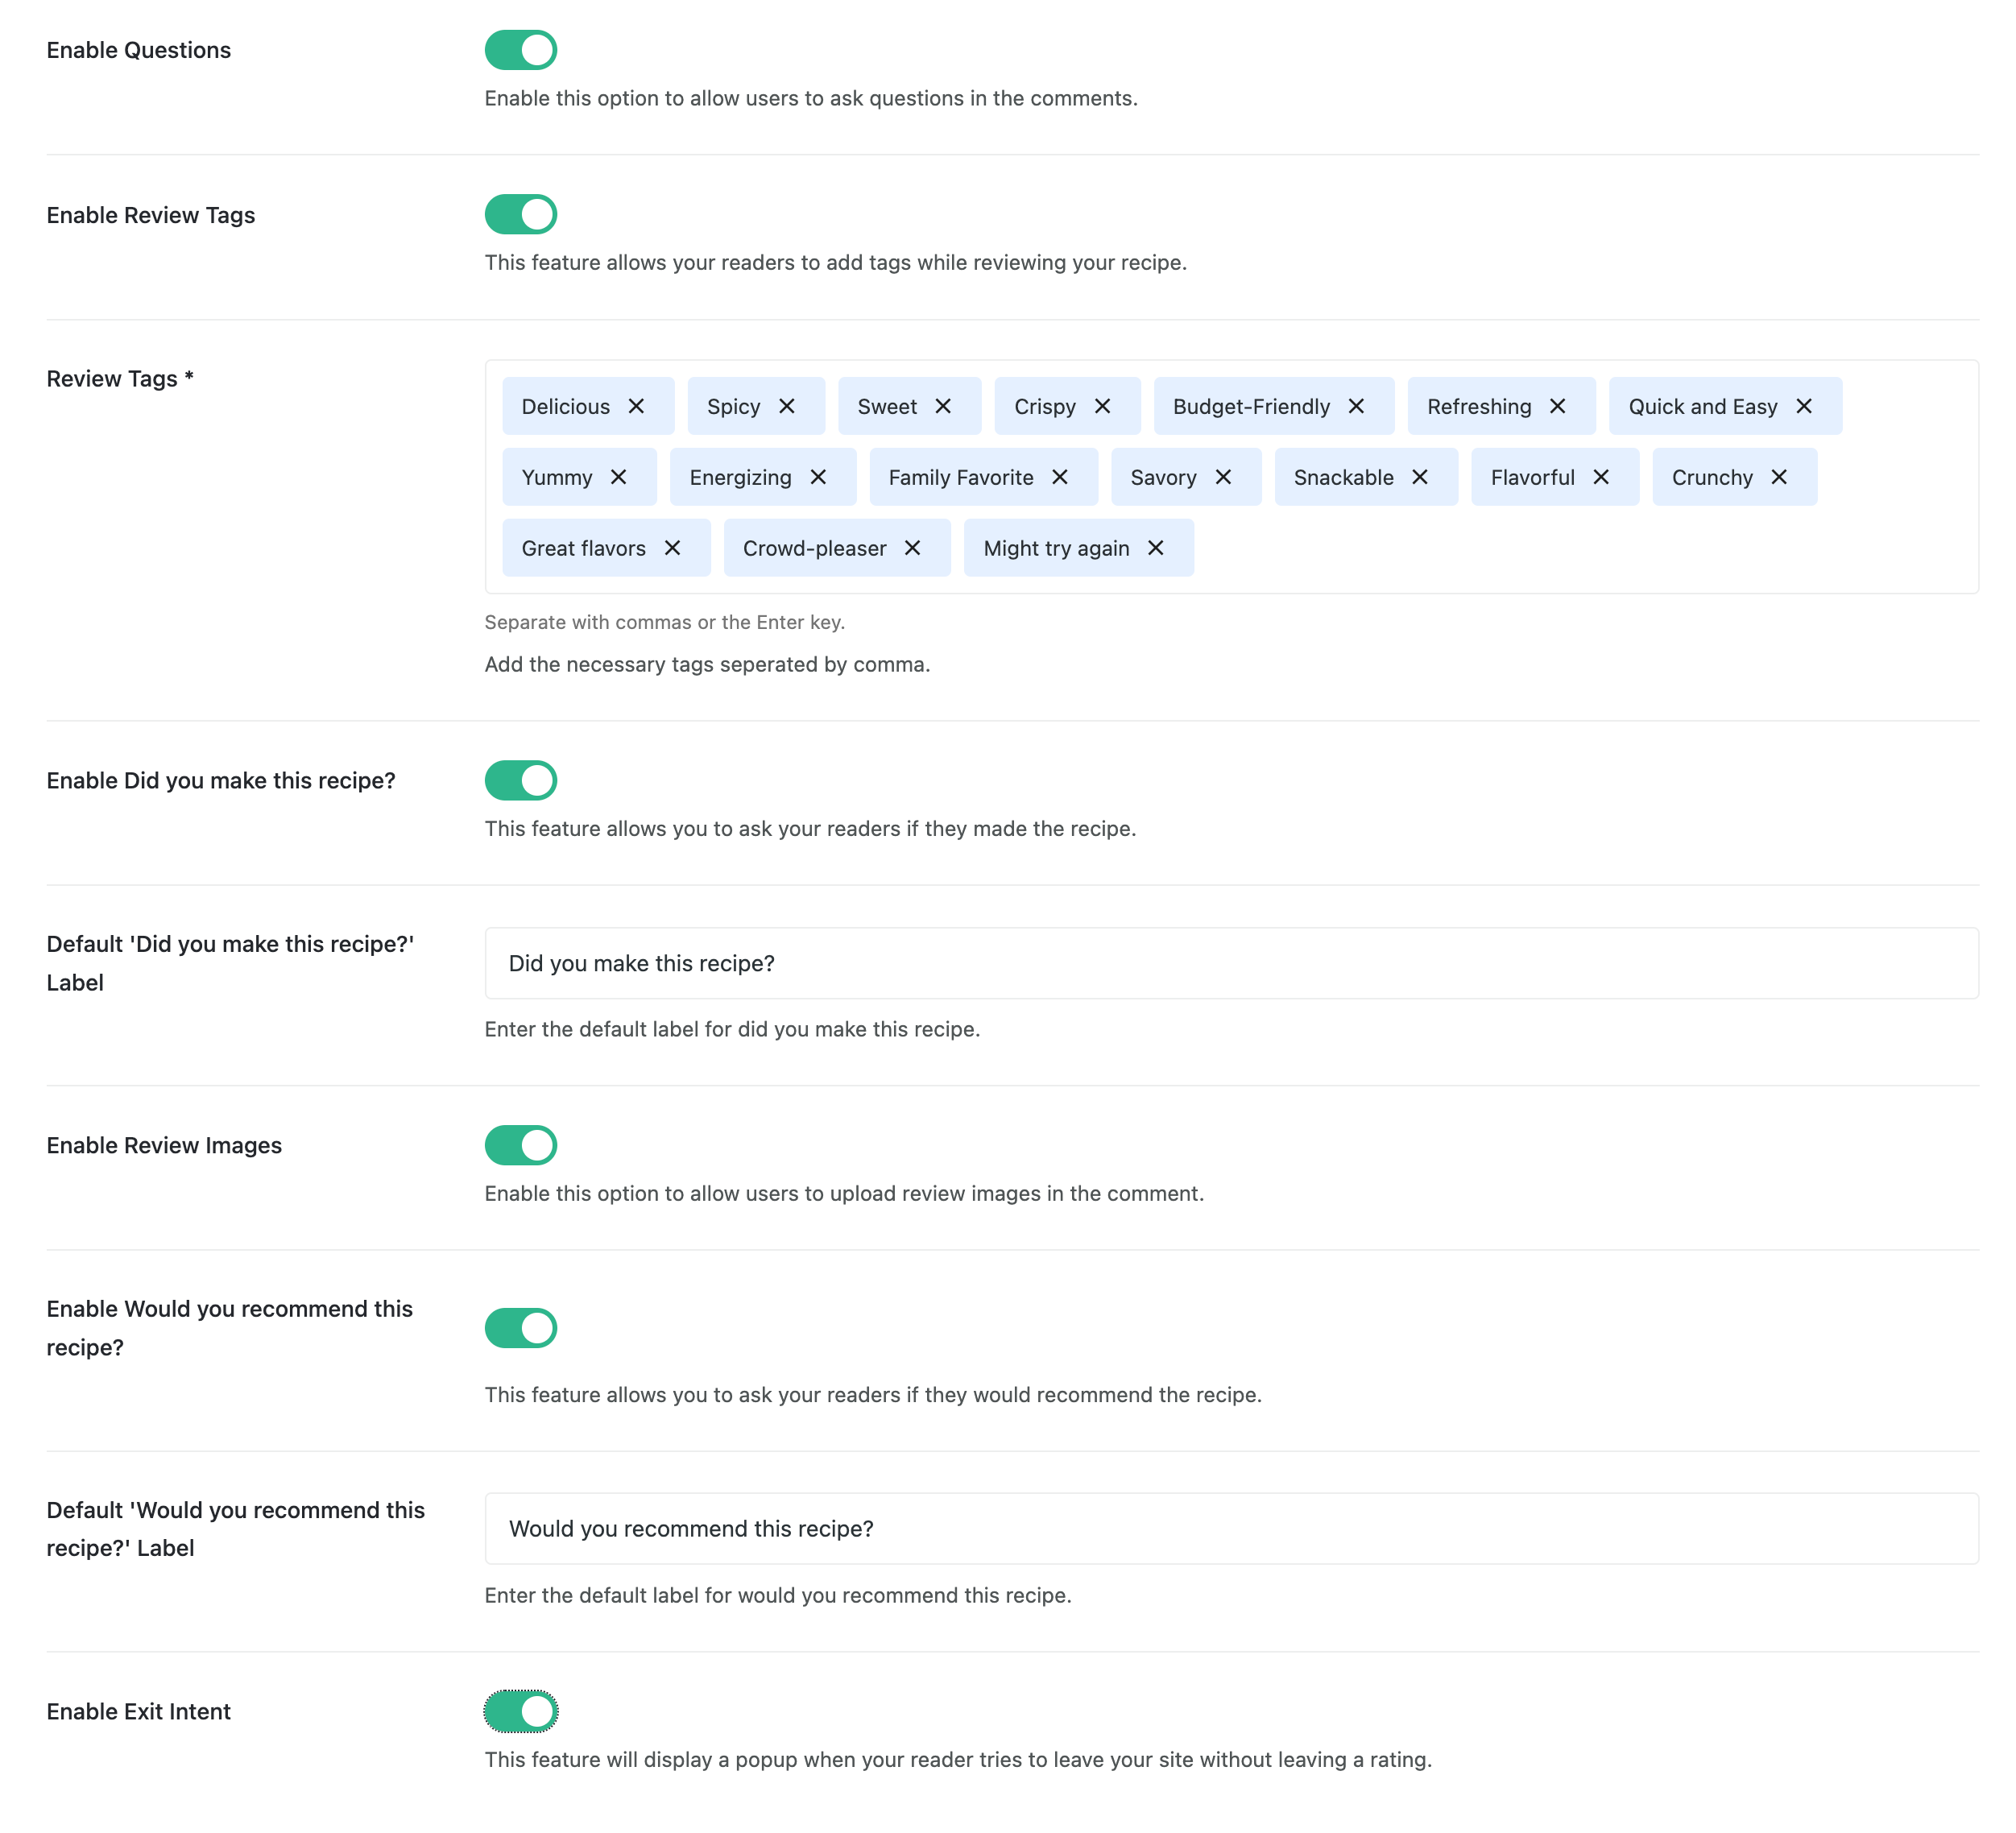 Enable Questions
Enable this option to allow users to ask questions in the comments.
Enable Review Tags
This feature allows your readers to add tags while reviewing your recipe.
Review Tags *
Delicious Spicy Sweet Crispy Budget-Friendly Refreshing Quick and Easy
Yummy Energizing Family Favorite Savory Snackable Flavorful Crunchy
Great flavors Crowd-pleaser Might try again
Separate with commas or the Enter key.
Add the necessary tags seperated by comma.
Enable Did you make this recipe?
This feature allows you to ask your readers if they made the recipe.
Default 'Did you make this recipe?'
Label
Did you make this recipe?
Enter the default label for did you make this recipe.
Enable Review Images
Enable this option to allow users to upload review images in the comment.
Enable Would you recommend this
recipe?
This feature allows you to ask your readers if they would recommend the recipe.
Default 'Would you recommend this
recipe?' Label
Would you recommend this recipe?
Enter the default label for would you recommend this recipe.
Enable Exit Intent
This feature will display a popup when your reader tries to leave your site without leaving a rating.